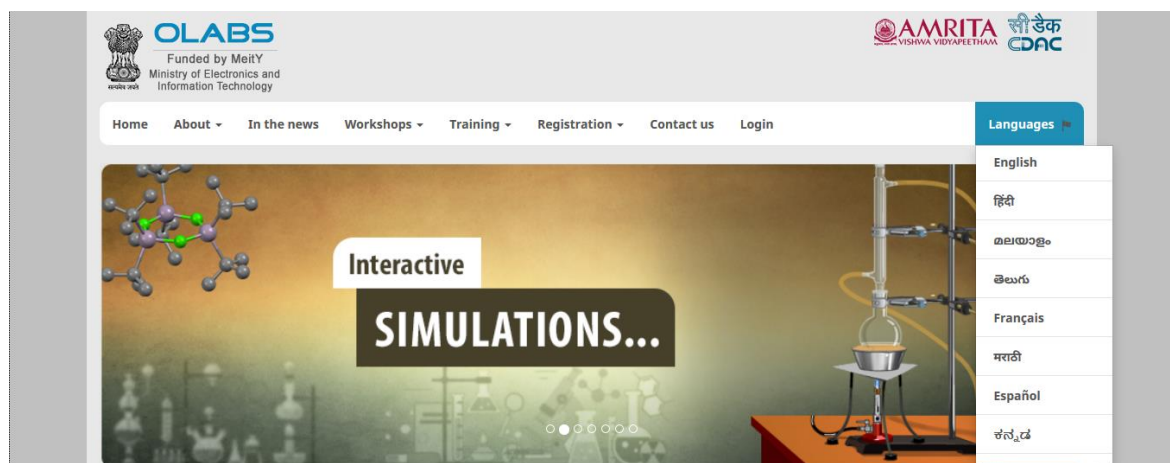 OLABS
Funded by MeitY
Ministry of Electronics and
Information Technology
सत्यमेव जयते
AMRITA
VISHWA VIDYAPEETHAM
सी डैक
CDAC
Home About In the news Workshops Training Registration Contact us Login Languages
English
हिंदी
മലയാളം
తెలుగు
Français
मराठी
Español
ಕನ್ನಡ
Interactive
SIMULATIONS...